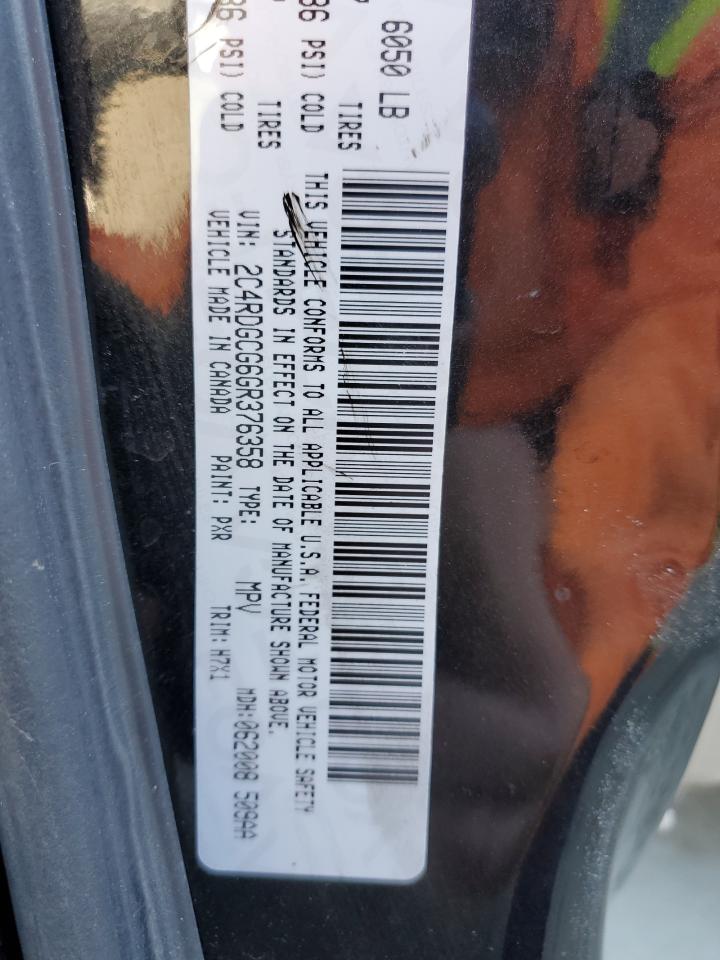 6050 LB
TIRES
86 PSI) COLD
TIRES
86 PSI) COLD
THIS VEHICLE CONFORMS TO ALL APPLICABLE U.S.A. FEDERAL MOTOR VEHICLE SAFETY
STANDARDS IN EFFECT ON THE DATE OF MANUFACTURE SHOWN ABOVE.
VIN: 2C4RDGCG6GR376358 TYPE: MPV MDH:062008 509AA
VEHICLE MADE IN CANADA PAINT: PXR TRIM: H7X1